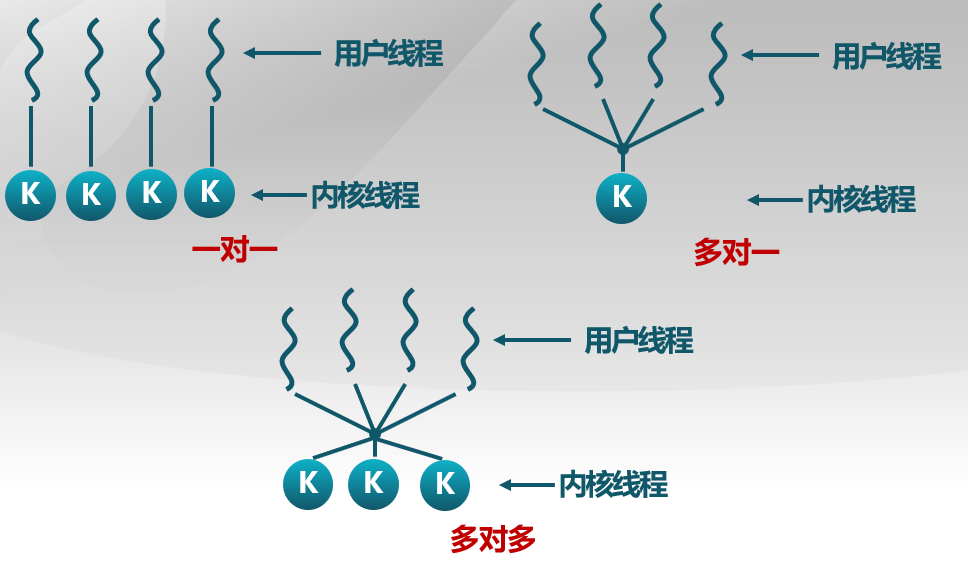 用户线程
K K K K
内核线程
一对一
用户线程
K
内核线程
多对一
用户线程
K K K
内核线程
多对多